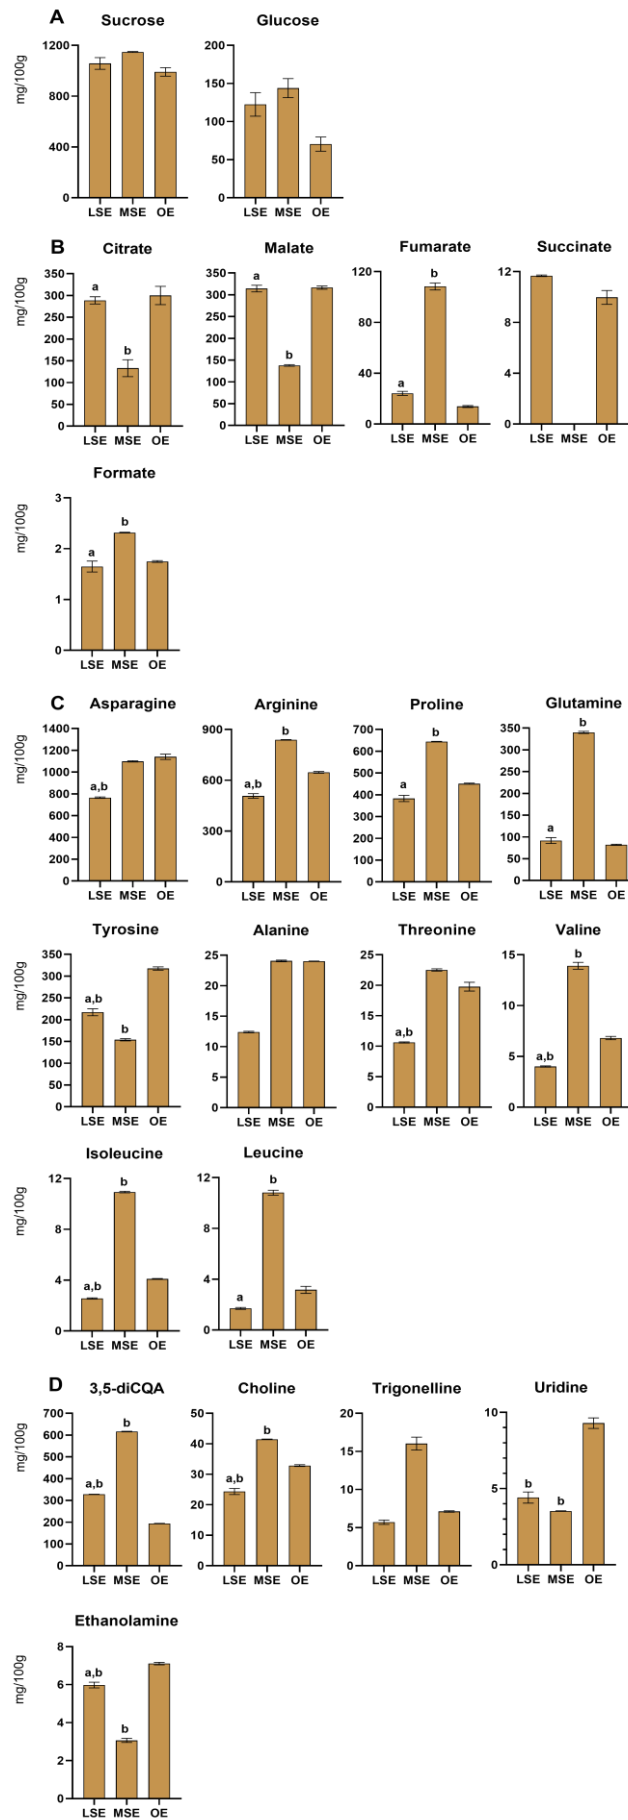 A
Sucrose
Glucose
mg/100g
1200
800
400
0
LSE MSE OE
200
150
100
50
0
LSE MSE OE
B
Citrate
Malate
Fumarate
Succinate
mg/100g
350
300
250
200
150
100
50
0
a
b
LSE MSE OE
350
300
250
200
150
100
50
0
a
b
LSE MSE OE
120
80
40
0
a
b
LSE MSE OE
12
8
4
0
LSE MSE OE
Formate
mg/100g
3
2
1
0
a
b
LSE MSE OE
C
Asparagine
Arginine
Proline
Glutamine
mg/100g
1400
1200
1000
800
600
400
200
0
a,b
LSE MSE OE
900
600
300
0
a,b
b
LSE MSE OE
700
600
500
400
300
200
100
0
a
b
LSE MSE OE
350
300
250
200
150
100
50
0
a
b
LSE MSE OE
Tyrosine
Alanine
Threonine
Valine
mg/100g
350
300
250
200
150
100
50
0
a,b
b
LSE MSE OE
25
20
15
10
5
0
LSE MSE OE
25
20
15
10
5
0
a,b
LSE MSE OE
15
10
5
0
a,b
b
LSE MSE OE
Isoleucine
Leucine
mg/100g
12
8
4
0
a,b
b
LSE MSE OE
12
8
4
0
a
b
LSE MSE OE
D
3,5-diCQA
Choline
Trigonelline
Uridine
mg/100g
700
600
500
400
300
200
100
0
a,b
b
LSE MSE OE
50
40
30
20
10
0
a,b
b
LSE MSE OE
20
15
10
5
0
LSE MSE OE
10
5
0
b
b
LSE MSE OE
Ethanolamine
mg/100g
8
6
4
2
0
a,b
b
LSE MSE OE